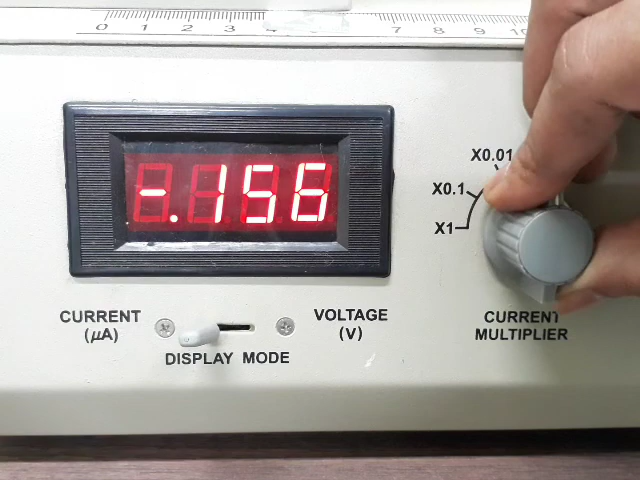 0 1 2 3 4 7 8 9 10
-.156
X0.01
X0.1
X1
CURRENT
(μA)
VOLTAGE
(V)
DISPLAY MODE
CURRENT
MULTIPLIER